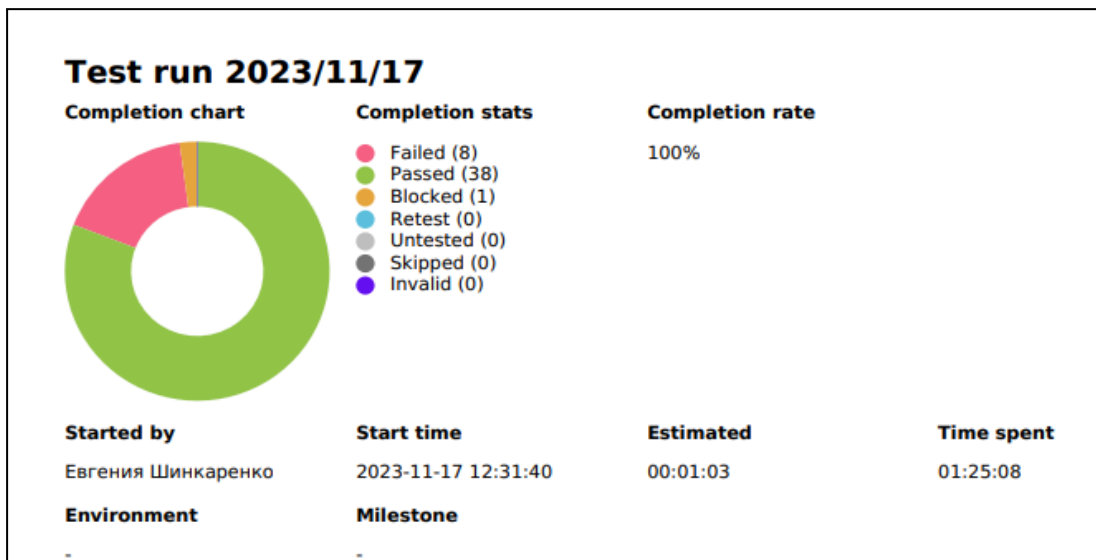 Test run 2023/11/17
Completion chart
Completion stats
Completion rate
Failed (8)
Passed (38)
Blocked (1)
Retest (0)
Untested (0)
Skipped (0)
Invalid (0)
100%
Started by
Start time
Estimated
Time spent
Евгения Шинкаренко
2023-11-17 12:31:40
00:01:03
01:25:08
Environment
Milestone
-
-